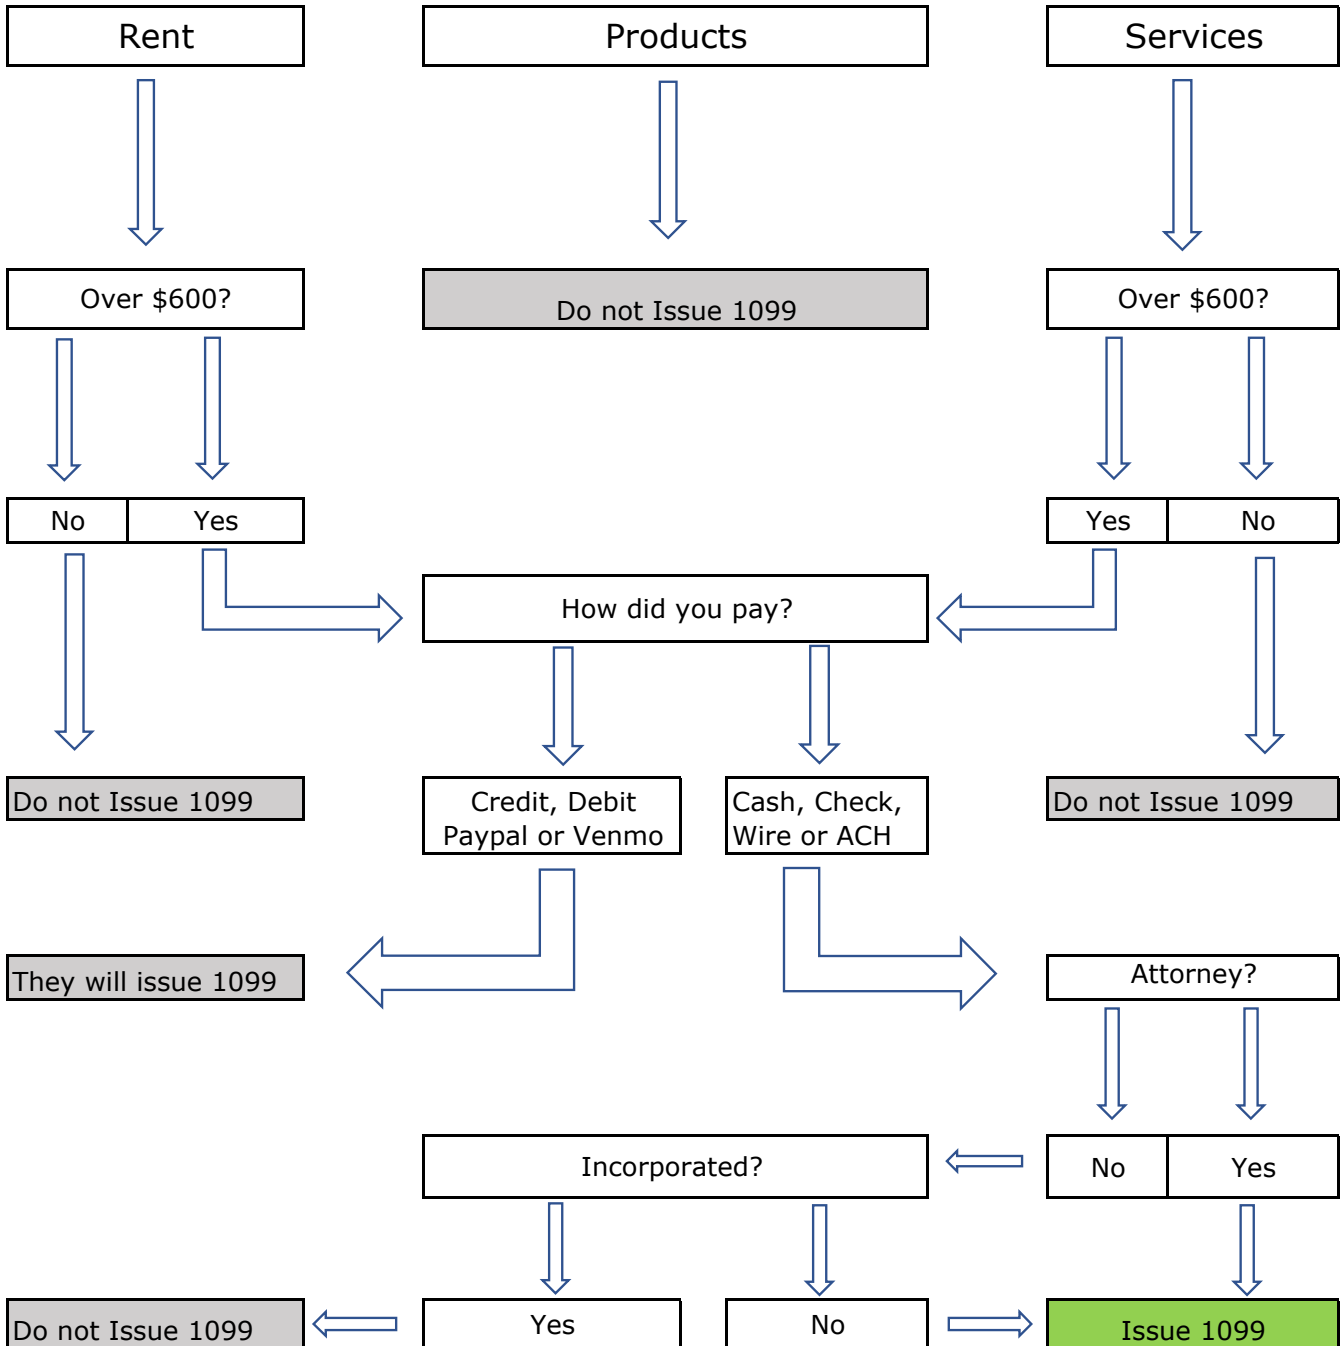 Rent
Products
Services
Over $600?
Do not Issue 1099
Over $600?
No
Yes
Yes
No
How did you pay?
Do not Issue 1099
Credit, Debit
Paypal or Venmo
Cash, Check,
Wire or ACH
Do not Issue 1099
They will issue 1099
Attorney?
Incorporated?
No
Yes
Do not Issue 1099
Yes
No
Issue 1099